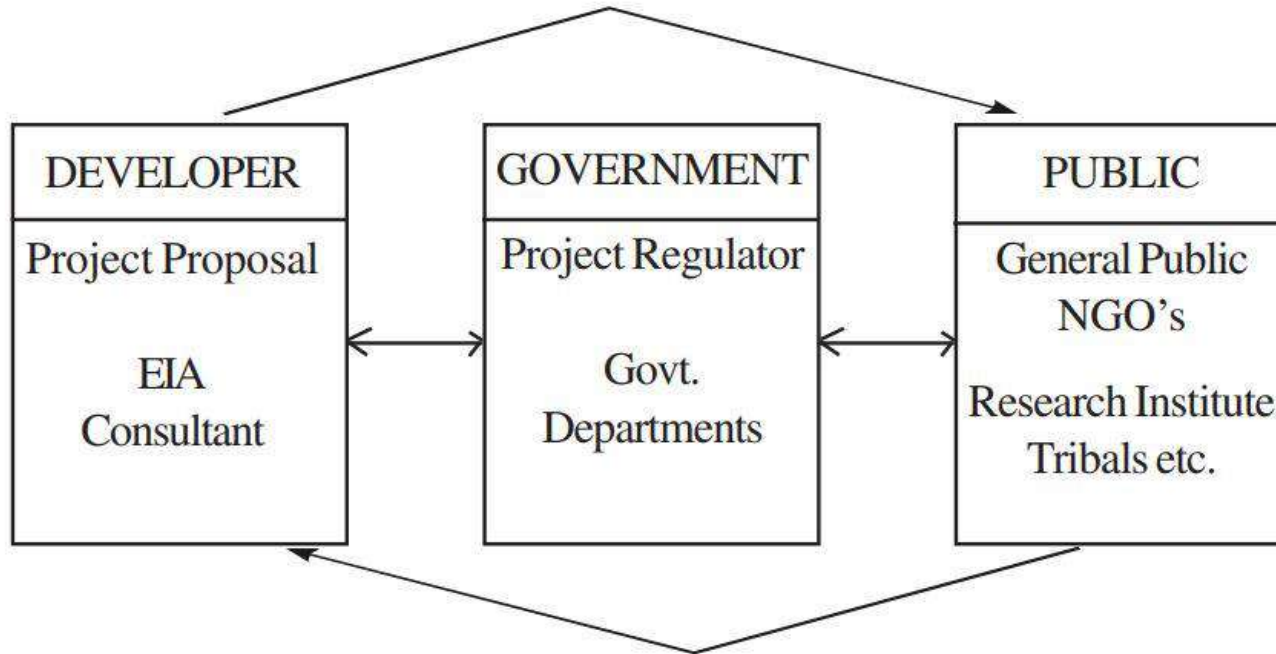 DEVELOPER
Project Proposal
EIA
Consultant
GOVERNMENT
Project Regulator
Govt.
Departments
PUBLIC
General Public
NGO’s
Research Institute
Tribals etc.